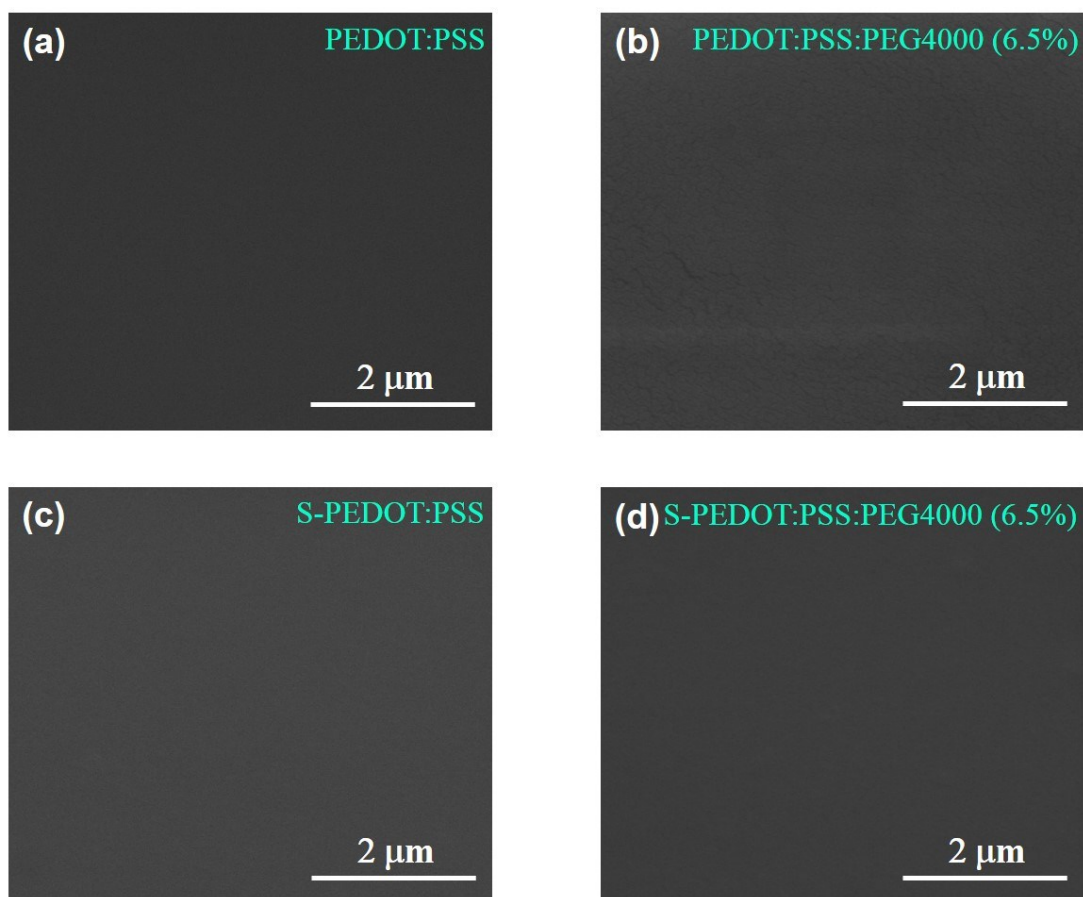 (a) PEDOT:PSS
2 μm
(b) PEDOT:PSS:PEG4000 (6.5%)
2 μm
(c) S-PEDOT:PSS
2 μm
(d) S-PEDOT:PSS:PEG4000 (6.5%)
2 μm